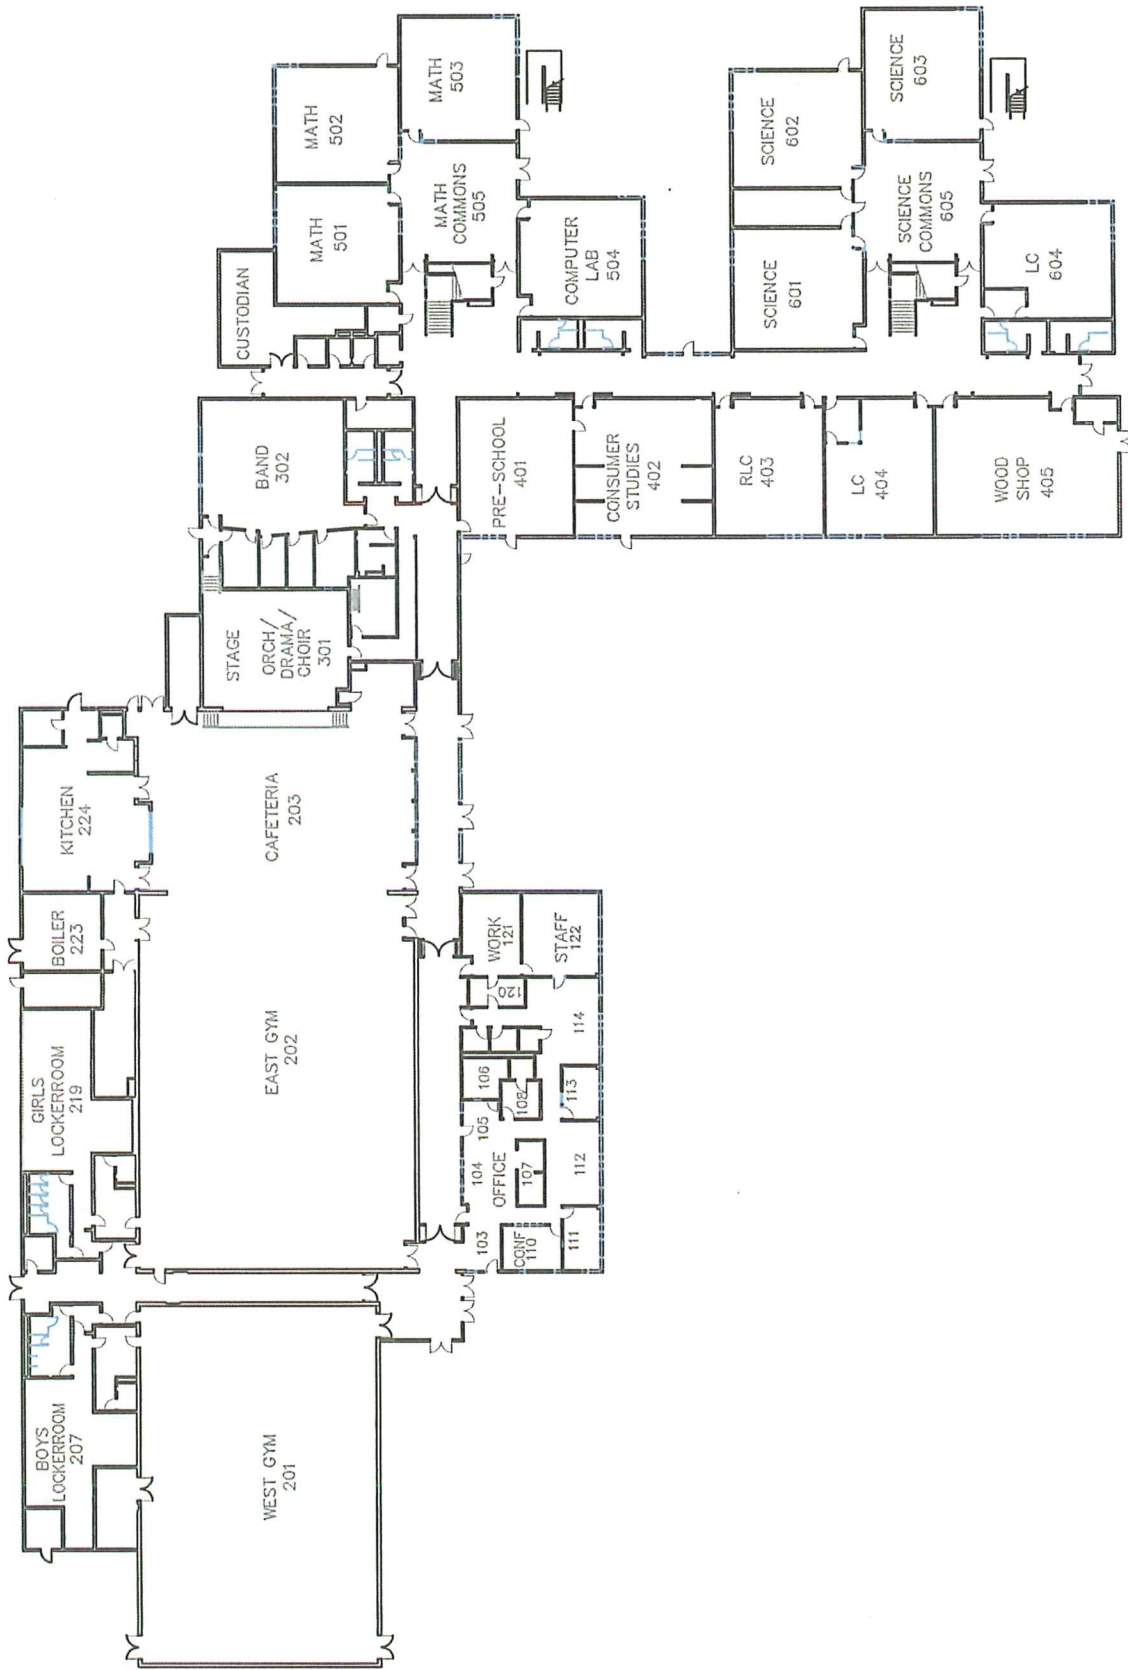 BOYS
LOCKERROOM
207
GIRLS
LOCKERROOM
219
BOILER
223
KITCHEN
224
WEST GYM
201
EAST GYM
202
CAFETERIA
203
STAGE
ORCH/
DRAMA/
CHOIR
301
BAND
302
CUSTODIAN
MATH
501
MATH
502
MATH
503
MATH
COMMONS
505
COMPUTER
LAB
504
103
104
105
106
OFFICE
107
108
CONF
110
111
112
113
114
120
WORK
121
STAFF
122
PRE-SCHOOL
401
CONSUMER
STUDIES
402
RLC
403
LC
404
WOOD
SHOP
405
SCIENCE
601
SCIENCE
602
SCIENCE
603
SCIENCE
COMMONS
605
LC
604